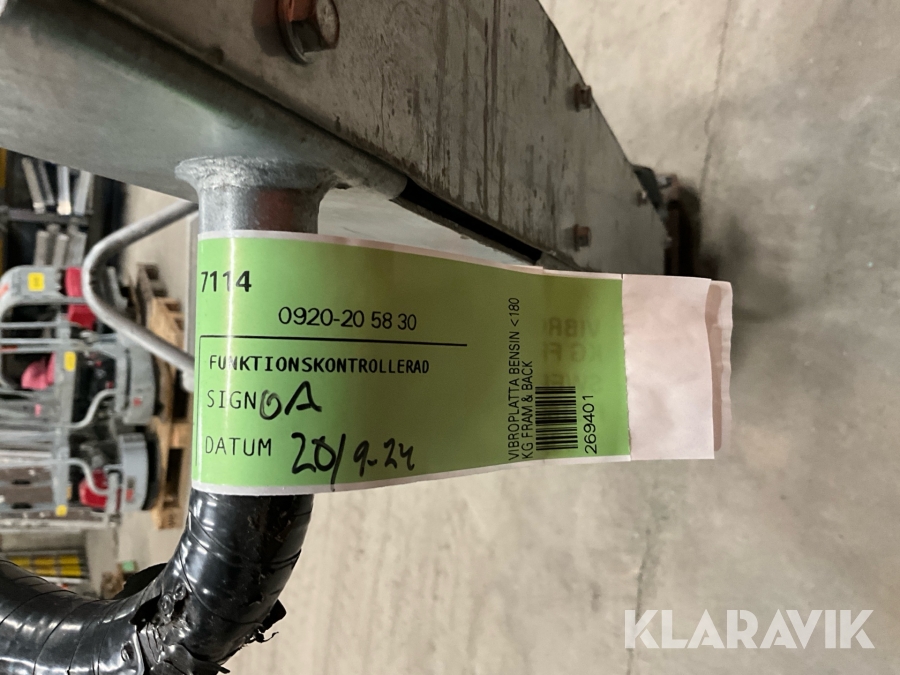 7114
0920-20 58 30
FUNKTIONSKONTROLLERAD
SIGN OA
DATUM 20/9-24
VIBROPLATTA BENSIN <180
KG FRAM & BACK
269401
KLARAVIK